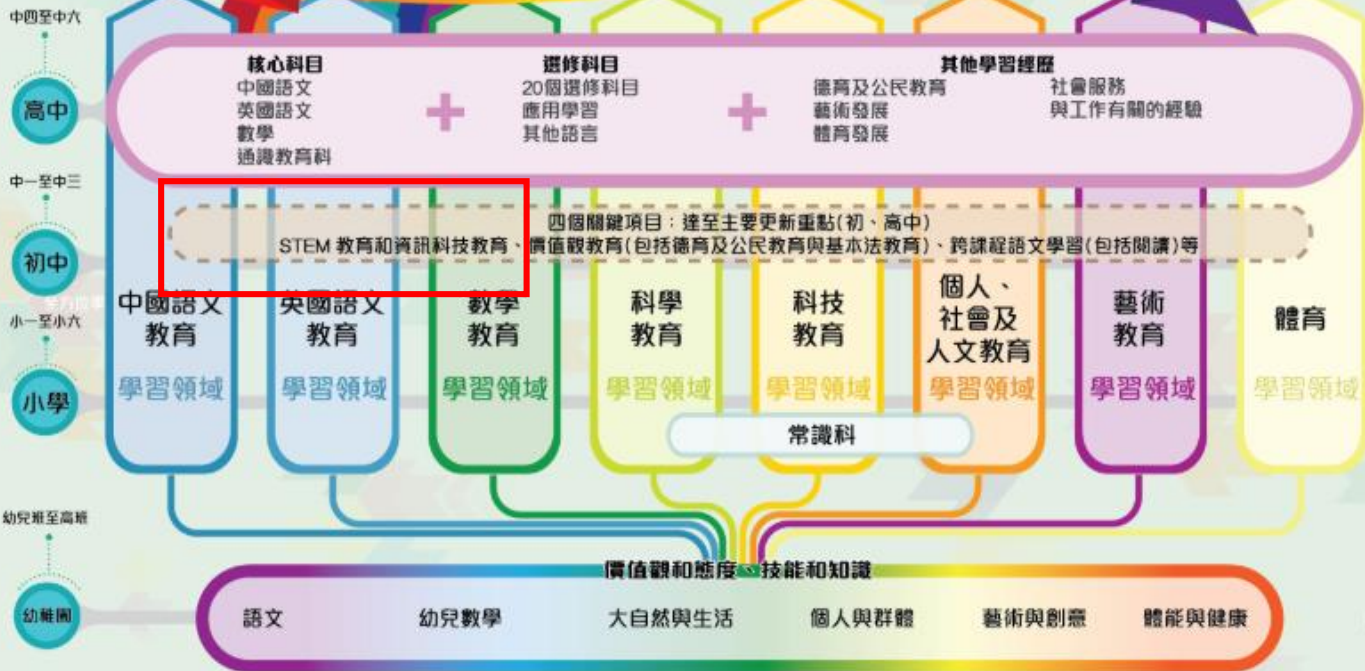 中四至中六
高中
核心科目
中國語文
英國語文
數學
通識教育科
選修科目
20個選修科目
應用學習
其他語言
其他學習經歷
德育及公民教育
藝術發展
體育發展
社會服務
與工作有關的經驗
中一至中三
初中
四個關鍵項目：達至主要更新重點(初、高中)
STEM 教育和資訊科技教育、價值觀教育(包括德育及公民教育與基本法教育)、跨課程語文學習(包括閱讀)等
小一至小六
小學
中國語文
教育
學習領域
英國語文
教育
學習領域
數學
教育
學習領域
科學
教育
學習領域
科技
教育
學習領域
個人、
社會及
人文教育
學習領域
藝術
教育
學習領域
體育
學習領域
常識科
幼兒班至高班
幼稚園
價值觀和態度、技能和知識
語文
幼兒數學
大自然與生活
個人與群體
藝術與創意
體能與健康